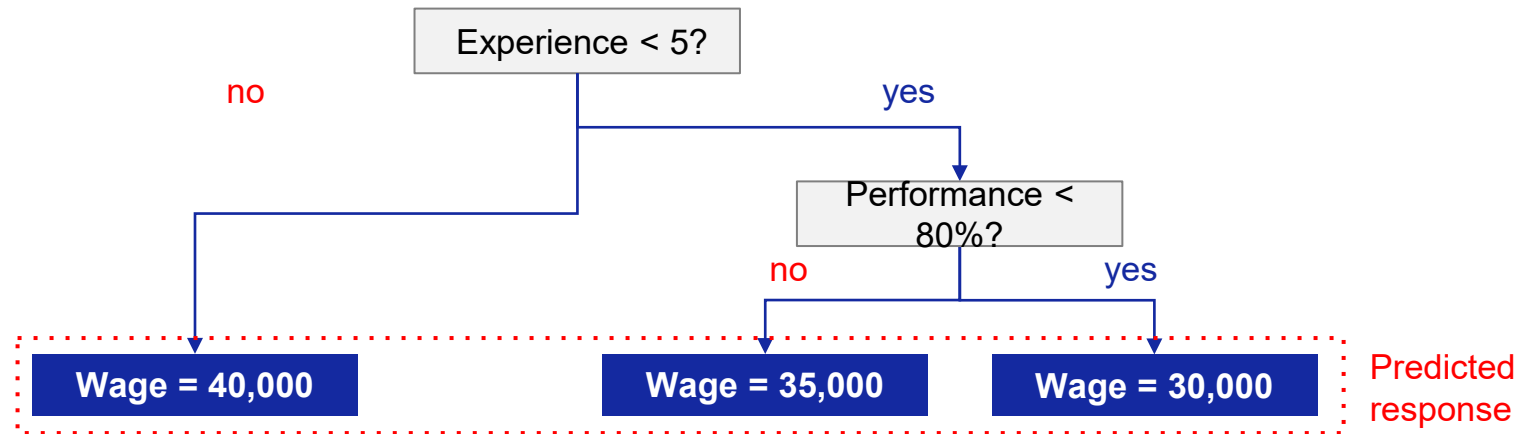 Experience < 5?
no
yes
Performance <
80%?
no
yes
Wage = 40,000
Wage = 35,000
Wage = 30,000
Predicted
response